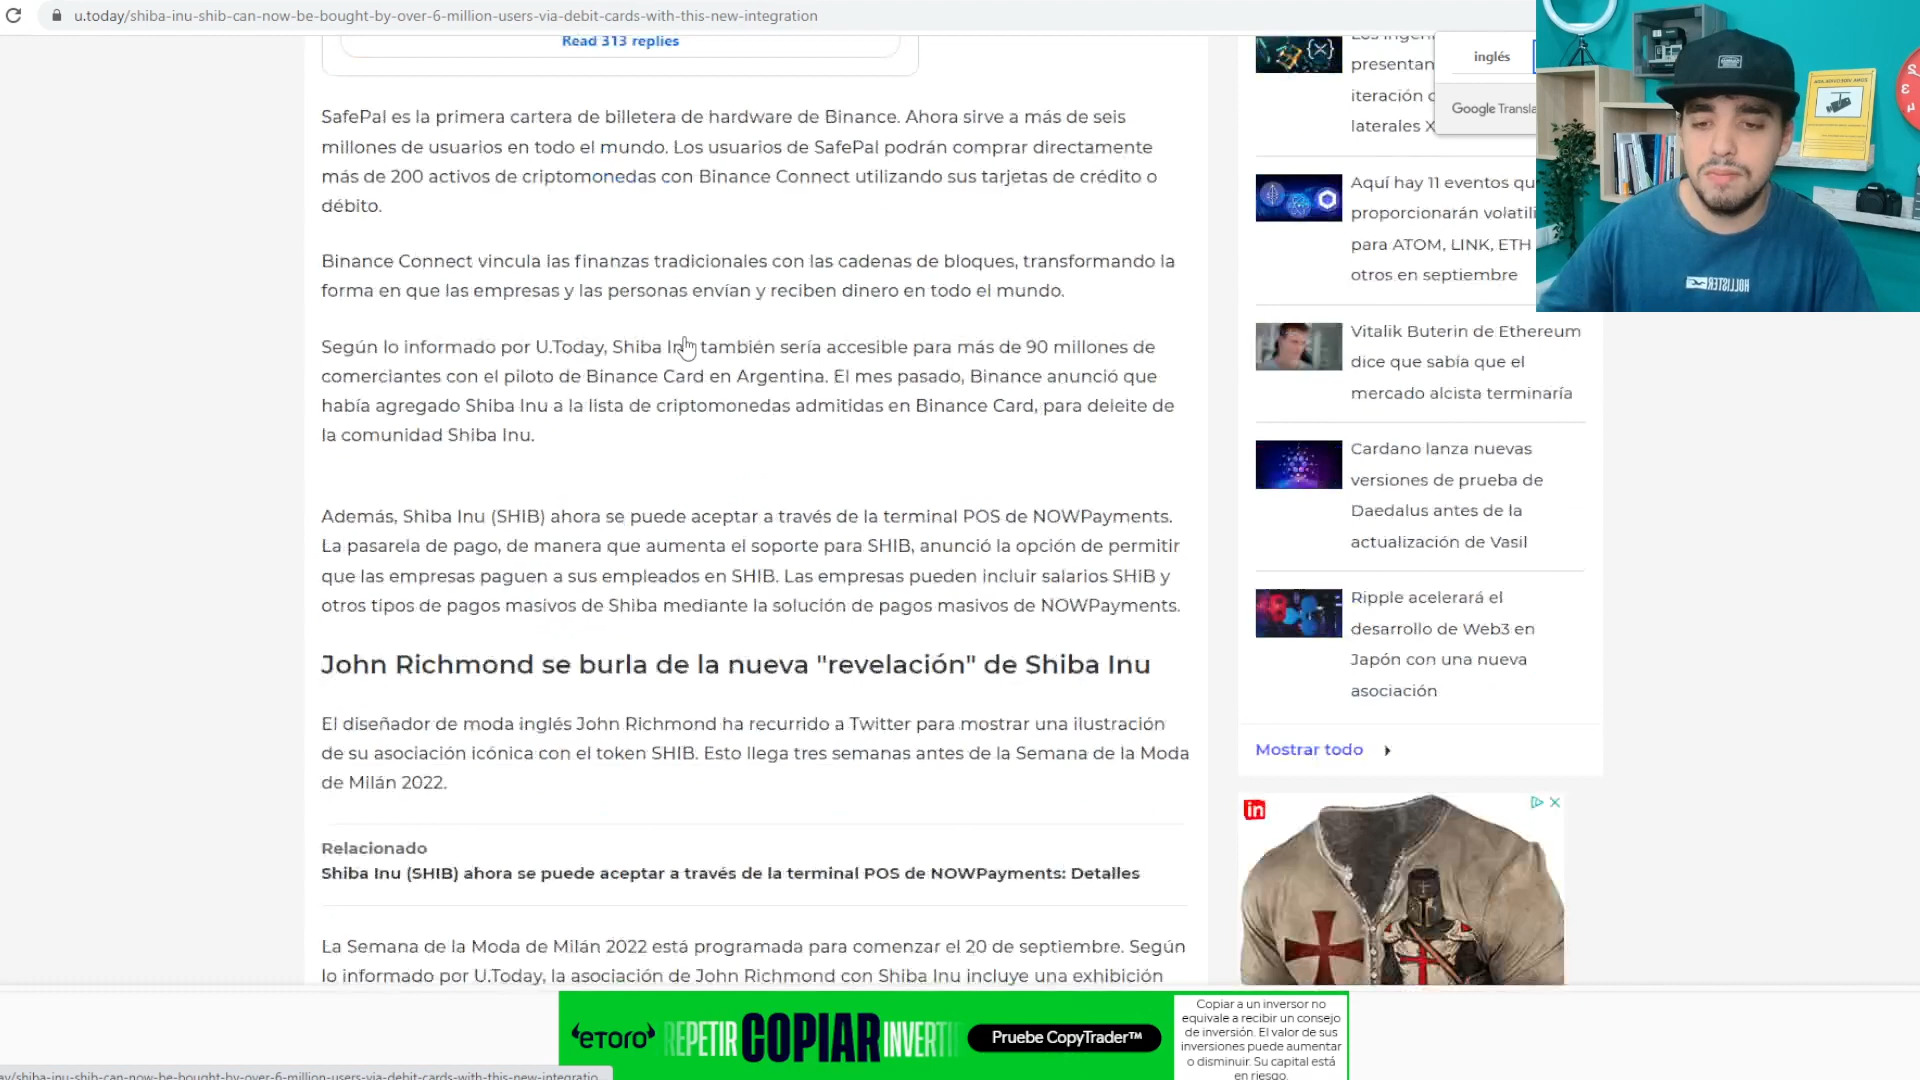 u.today/shiba-inu-shib-can-now-be-bought-by-over-6-million-users-via-debit-cards-with-this-new-integration
Read 313 replies
SafePal es la primera cartera de billetera de hardware de Binance. Ahora sirve a más de seis
millones de usuarios en todo el mundo. Los usuarios de SafePal podrán comprar directamente
más de 200 activos de criptomonedas con Binance Connect utilizando sus tarjetas de crédito o
débito.
Binance Connect vincula las finanzas tradicionales con las cadenas de bloques, transformando la
forma en que las empresas y las personas envían y reciben dinero en todo el mundo.
Según lo informado por U.Today, Shiba Inu también sería accesible para más de 90 millones de
comerciantes con el piloto de Binance Card en Argentina. El mes pasado, Binance anunció que
había agregado Shiba Inu a la lista de criptomonedas admitidas en Binance Card, para deleite de
la comunidad Shiba Inu.
Además, Shiba Inu (SHIB) ahora se puede aceptar a través de la terminal POS de NOWPayments.
La pasarela de pago, de manera que aumenta el soporte para SHIB, anunció la opción de permitir
que las empresas paguen a sus empleados en SHIB. Las empresas pueden incluir salarios SHIB y
otros tipos de pagos masivos de Shiba mediante la solución de pagos masivos de NOWPayments.
John Richmond se burla de la nueva "revelación" de Shiba Inu
El diseñador de moda inglés John Richmond ha recurrido a Twitter para mostrar una ilustración
de su asociación icónica con el token SHIB. Esto llega tres semanas antes de la Semana de la Moda
de Milán 2022.
Relacionado
Shiba Inu (SHIB) ahora se puede aceptar a través de la terminal POS de NOWPayments: Detalles
La Semana de la Moda de Milán 2022 está programada para comenzar el 20 de septiembre. Según
lo informado por U.Today, la asociación de John Richmond con Shiba Inu incluye una exhibición
presentan
iteración
laterales X
inglés
Google Transla
Aquí hay 11 eventos qu
proporcionarán volatili
para ATOM, LINK, ETH
otros en septiembre
Vitalik Buterin de Ethereum
dice que sabía que el
mercado alcista terminaría
Cardano lanza nuevas
versiones de prueba de
Daedalus antes de la
actualización de Vasil
Ripple acelerará el
desarrollo de Web3 en
Japón con una nueva
asociación
Mostrar todo
in
HOLLISTER
eToro
REPETIR COPIAR INVERTI
Pruebe CopyTrader™
Copiar a un inversor no
equivale a recibir un consejo
de inversión. El valor de sus
inversiones puede aumentar
o disminuir. Su capital está
en riesgo.
ay/shiba-inu-shib-can-now-be-bought-by-over-6-million-users-via-debit-cards-with-this-new-integratio...